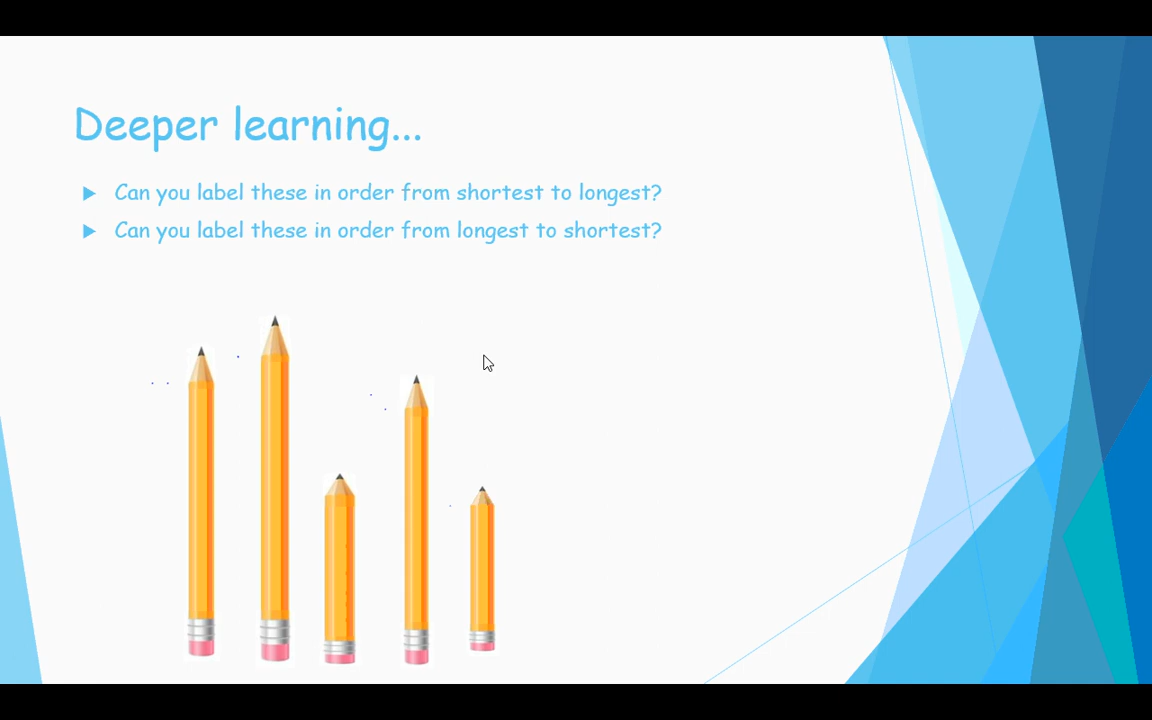 Deeper learning...
Can you label these in order from shortest to longest?
Can you label these in order from longest to shortest?